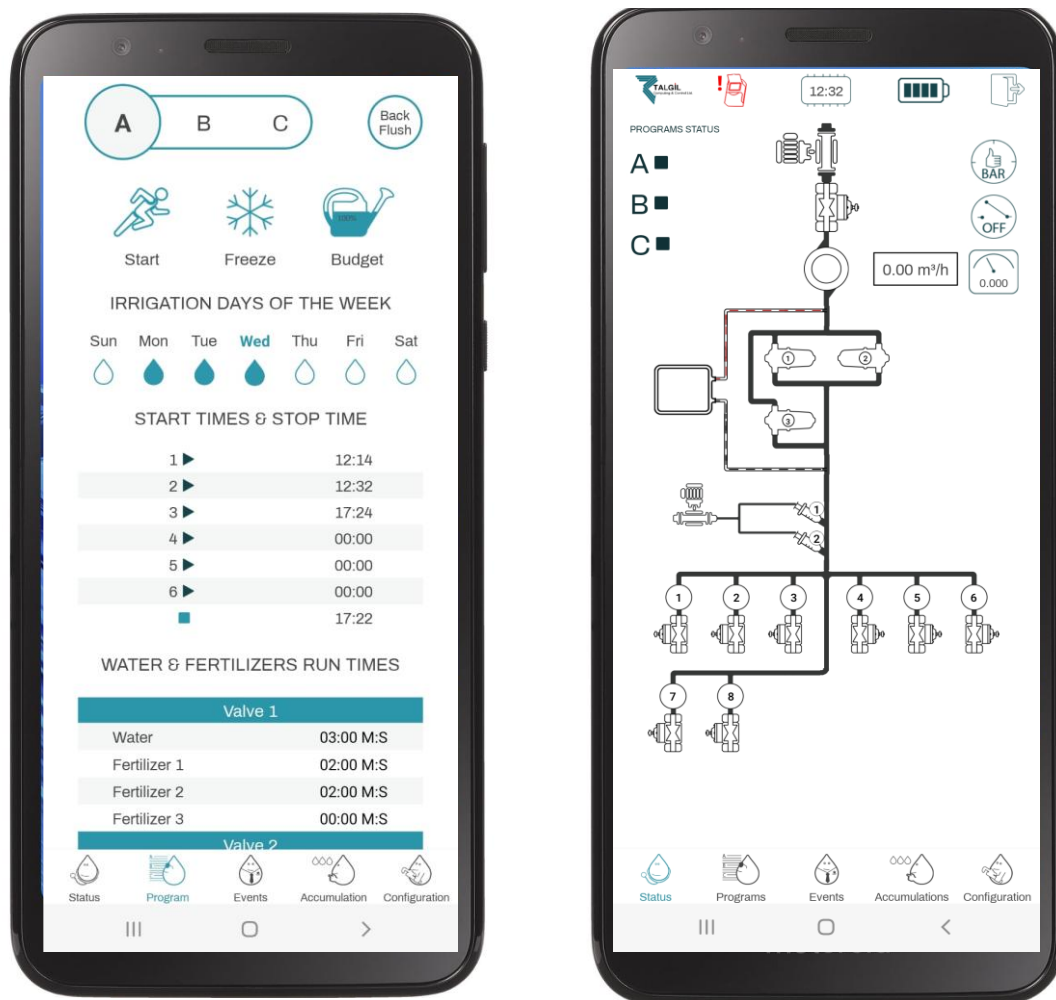 A B C
Back
Flush
100%
Start Freeze Budget
IRRIGATION DAYS OF THE WEEK
Sun Mon Tue Wed Thu Fri Sat
START TIMES & STOP TIME
1 12:14
2 12:32
3 17:24
4 00:00
5 00:00
6 00:00
17:22
WATER & FERTILIZERS RUN TIMES
Valve 1
Water 03:00 M:S
Fertilizer 1 02:00 M:S
Fertilizer 2 02:00 M:S
Fertilizer 3 00:00 M:S
Valve 2
Status Program Events Accumulation Configuration
TALGİL
Computing & Control Ltd.
!
12:32
PROGRAMS STATUS
A
B
C
BAR
OFF
0.00 m³/h
0.000
1 2
3
1
2
1 2 3 4 5 6
7 8
Status Programs Events Accumulations Configuration